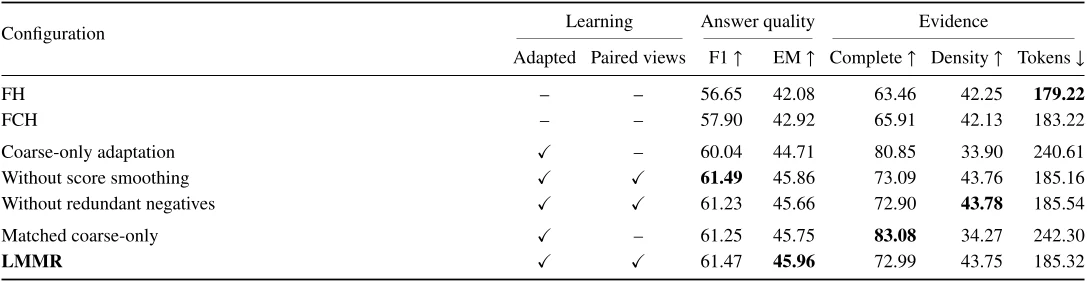 Configuration Learning Answer quality Evidence
Adapted Paired views F1 ↑ EM ↑ Complete ↑ Density ↑ Tokens ↓
FH – – 56.65 42.08 63.46 42.25 179.22
FCH – – 57.90 42.92 65.91 42.13 183.22
Coarse-only adaptation ✓ – 60.04 44.71 80.85 33.90 240.61
Without score smoothing ✓ ✓ 61.49 45.86 73.09 43.76 185.16
Without redundant negatives ✓ ✓ 61.23 45.66 72.90 43.78 185.54
Matched coarse-only ✓ – 61.25 45.75 83.08 34.27 242.30
LMMR ✓ ✓ 61.47 45.96 72.99 43.75 185.32